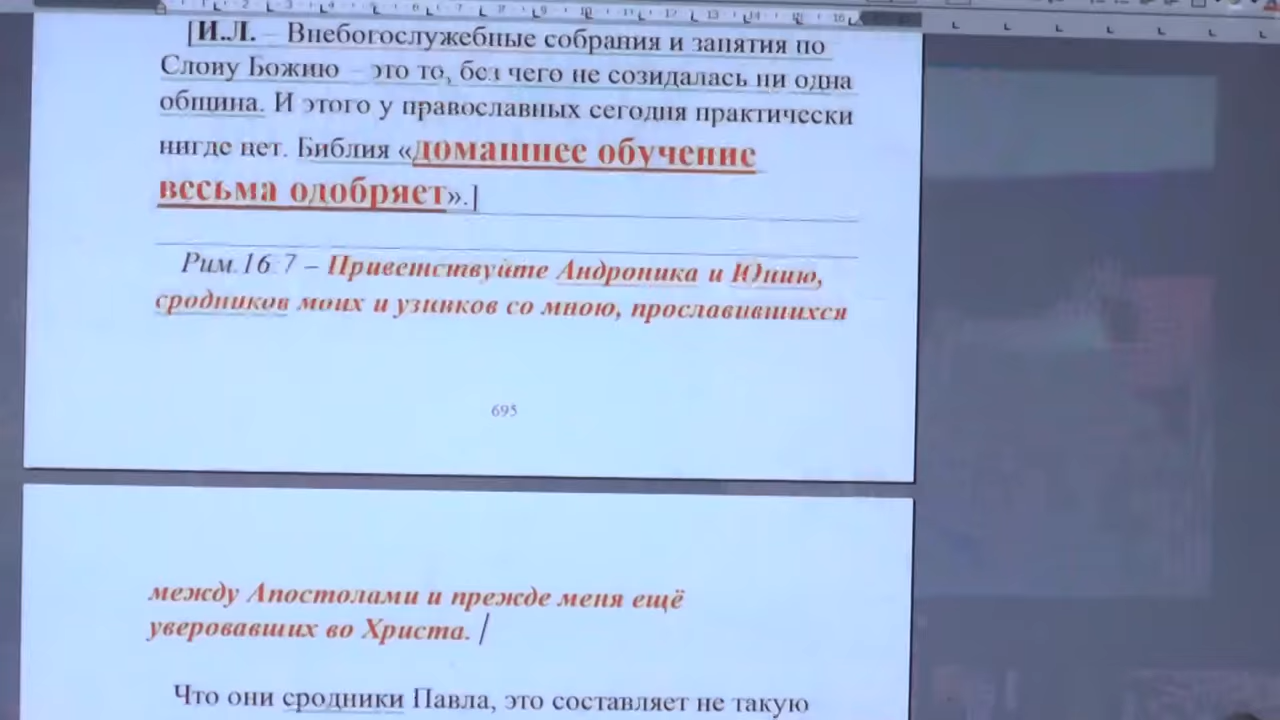 [И.Л. – Внебогослужебные собрания и занятия по
Слову Божию – это то, без чего не созидалась ни одна
община. И этого у православных сегодня практически
нигде нет. Библия «домашнее обучение
весьма одобряет».]
Рим.16:7 – Приветствуйте Андроника и Юнию,
сродников моих и узников со мною, прославившихся
695
между Апостолами и прежде меня ещё
уверовавших во Христа.
Что они сродники Павла, это составляет не такую